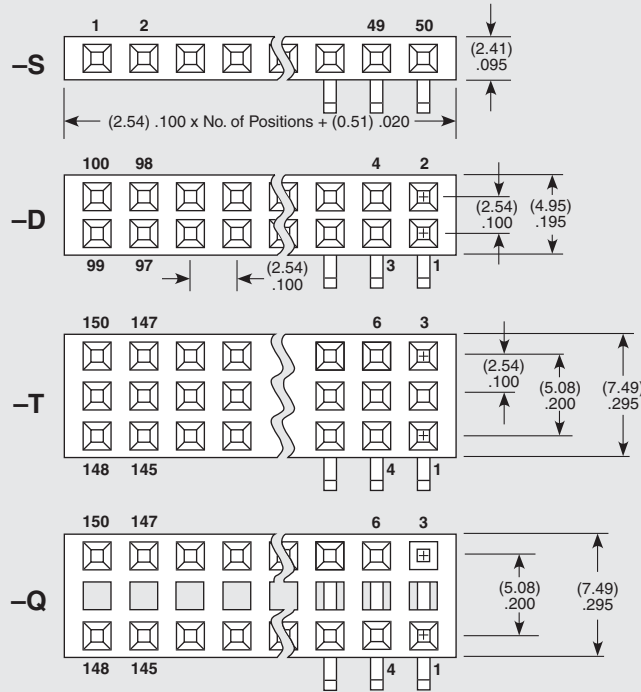 1 2 49 50
–S
(2.41)
.095
(2.54) .100 x No. of Positions + (0.51) .020
100 98 4 2
–D
(2.54)
.100
(4.95)
.195
99 97 3 1
(2.54)
.100
150 147 6 3
–T
(2.54)
.100
(5.08)
.200
(7.49)
.295
148 145 4 1
150 147 6 3
–Q
(5.08)
.200
(7.49)
.295
148 145 4 1